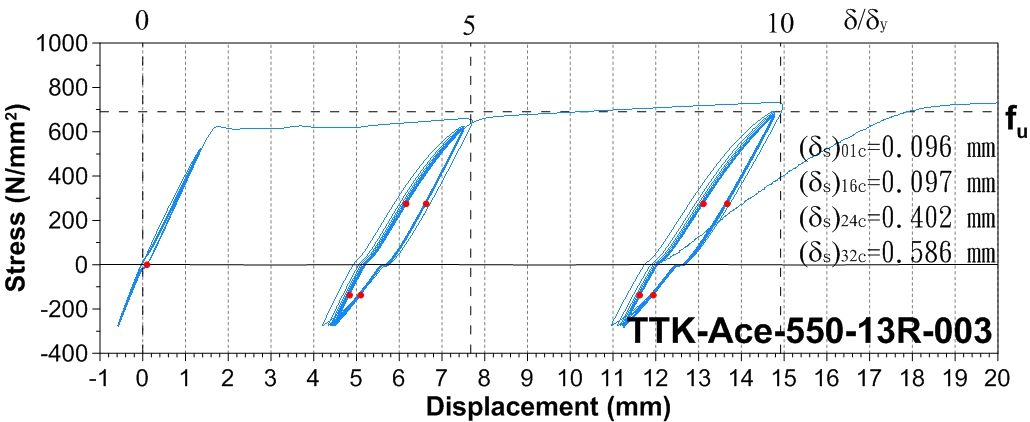 0 5 10 δ/δy
1000
800
600
400
200
0
-200
-400
Stress (N/mm2)
fu
(δs)01c=0.096 mm
(δs)16c=0.097 mm
(δs)24c=0.402 mm
(δs)32c=0.586 mm
TTK-Ace-550-13R-003
-1 0 1 2 3 4 5 6 7 8 9 10 11 12 13 14 15 16 17 18 19 20
Displacement (mm)